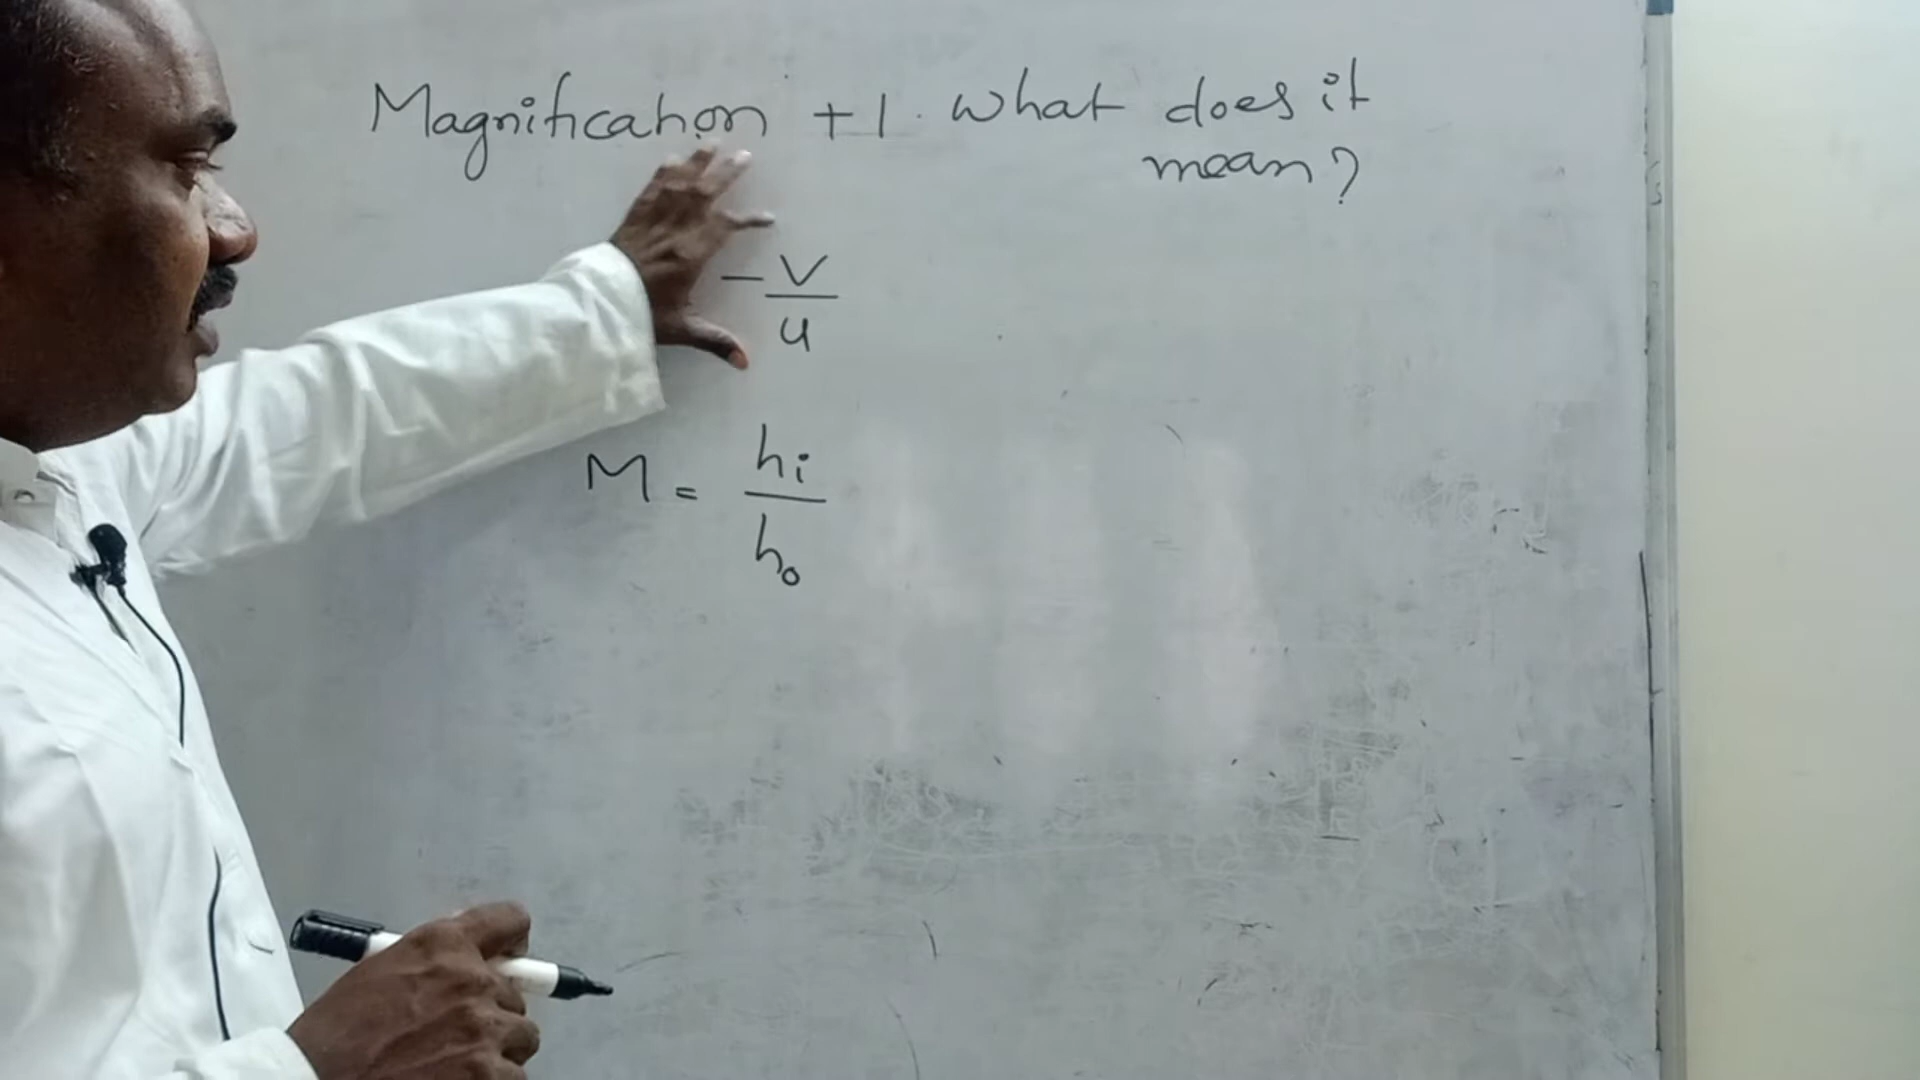 Magnification +1. What does it
mean?
-v
u
M = hi
ho